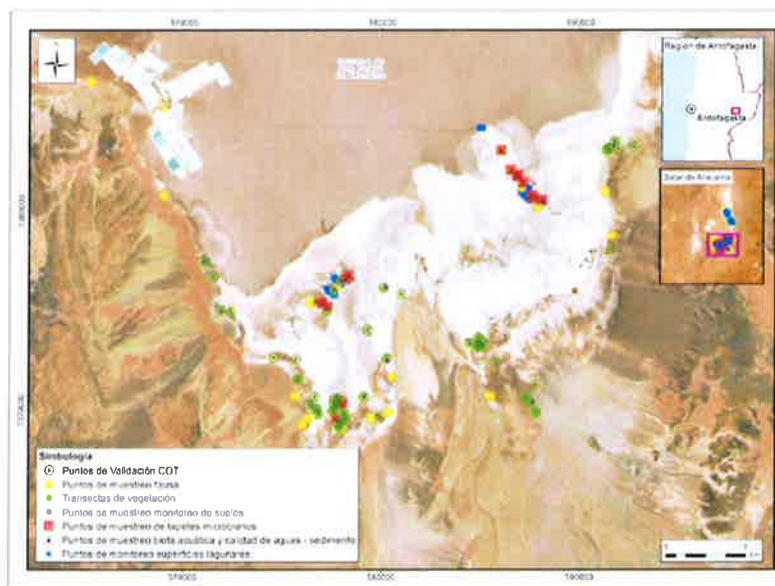 Región de Antofagasta
Antofagasta
Salar de Atacama
Simbología
Puntos de Validación COT
Puntos de muestreo fauna
Transectas de vegetación
Puntos de muestreo monitoreo de suelos
Puntos de muestreo de tapetes microbianos
Puntos de muestreo biota acuática y calidad de aguas - sedimento
Puntos de monitoreo superficies lagunares